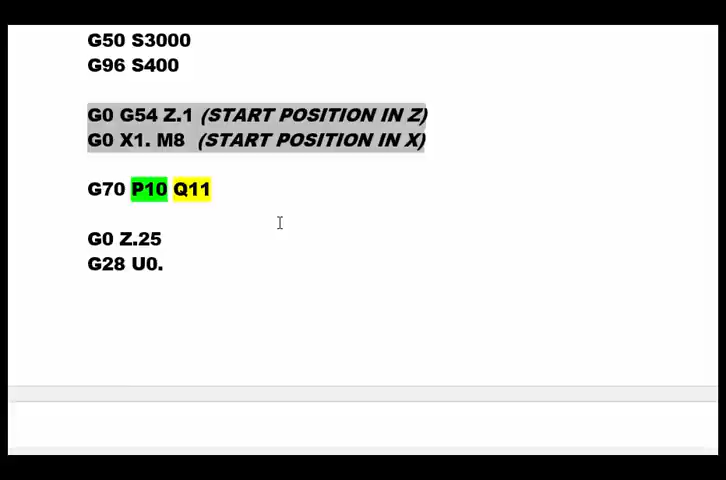 G50 S3000
G96 S400
G0 G54 Z.1 (START POSITION IN Z)
G0 X1. M8 (START POSITION IN X)
G70 P10 Q11
G0 Z.25
G28 U0.